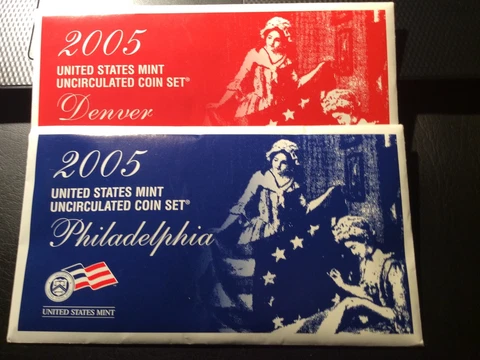 2005
UNITED STATES MINT
UNCIRCULATED COIN SET®
Denver
2005
UNITED STATES MINT
UNCIRCULATED COIN SET®
Philadelphia
UNITED STATES MINT